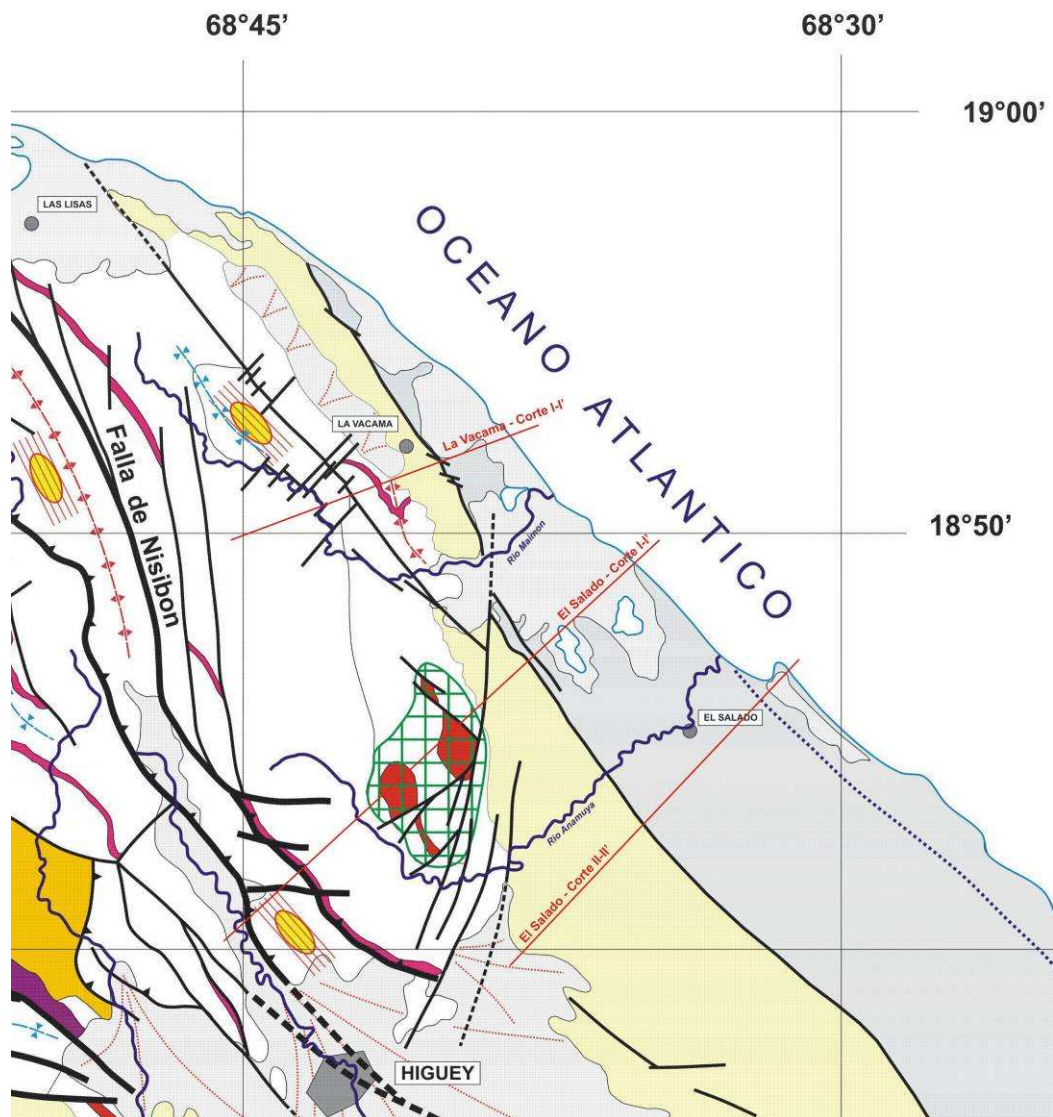 68°45’
68°30’
19°00’
LAS LISAS
OCEANO ATLANTICO
LA VACAMA
La Vacama - Corte I-I’
Falla de Nisibon
18°50’
Rio Maimon
El Salado - Corte I-I’
EL SALADO
Rio Anamuya
El Salado - Corte II-II’
HIGUEY